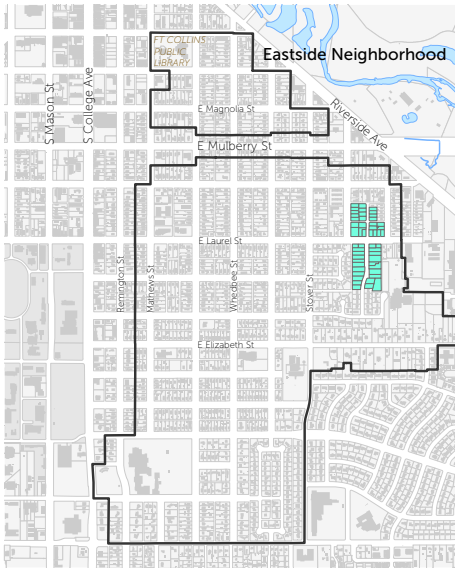 FT COLLINS
PUBLIC
LIBRARY
Eastside Neighborhood
S Mason St
S College Ave
E Magnolia St
Riverside Ave
E Mulberry St
E Laurel St
Remington St
Mathews St
Whedbee St
Stover St
E Elizabeth St